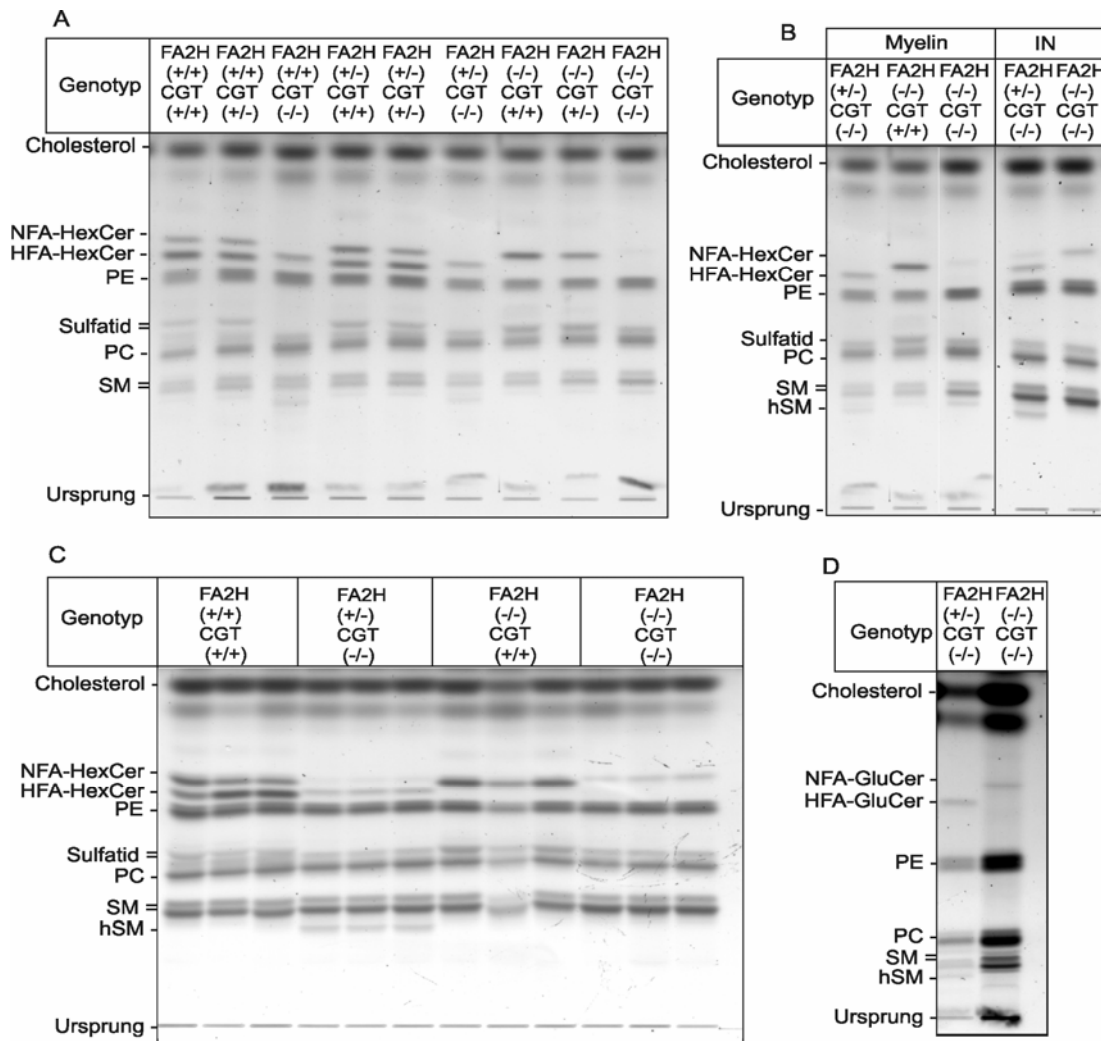 A
Genotyp
FA2H FA2H FA2H FA2H FA2H FA2H FA2H FA2H FA2H
(+/+) (+/+) (+/+) (+/-) (+/-) (+/-) (-/-) (-/-) (-/-)
CGT CGT CGT CGT CGT CGT CGT CGT CGT
(+/+) (+/-) (-/-) (+/+) (+/-) (-/-) (+/+) (+/-) (-/-)
Cholesterol
NFA-HexCer
HFA-HexCer
PE
Sulfatid
PC
SM
Ursprung
B
Myelin IN
Genotyp
FA2H FA2H FA2H FA2H FA2H
(+/-) (-/-) (-/-) (+/-) (-/-)
CGT CGT CGT CGT CGT
(-/-) (+/+) (-/-) (-/-) (-/-)
Cholesterol
NFA-HexCer
HFA-HexCer
PE
Sulfatid
PC
SM
hSM
Ursprung
C
Genotyp
FA2H FA2H FA2H FA2H
(+/+) (+/-) (-/-) (-/-)
CGT CGT CGT CGT
(+/+) (-/-) (+/+) (-/-)
Cholesterol
NFA-HexCer
HFA-HexCer
PE
Sulfatid
PC
SM
hSM
Ursprung
D
Genotyp
FA2H FA2H
(+/-) (-/-)
CGT CGT
(-/-) (-/-)
Cholesterol
NFA-GluCer
HFA-GluCer
PE
PC
SM
hSM
Ursprung